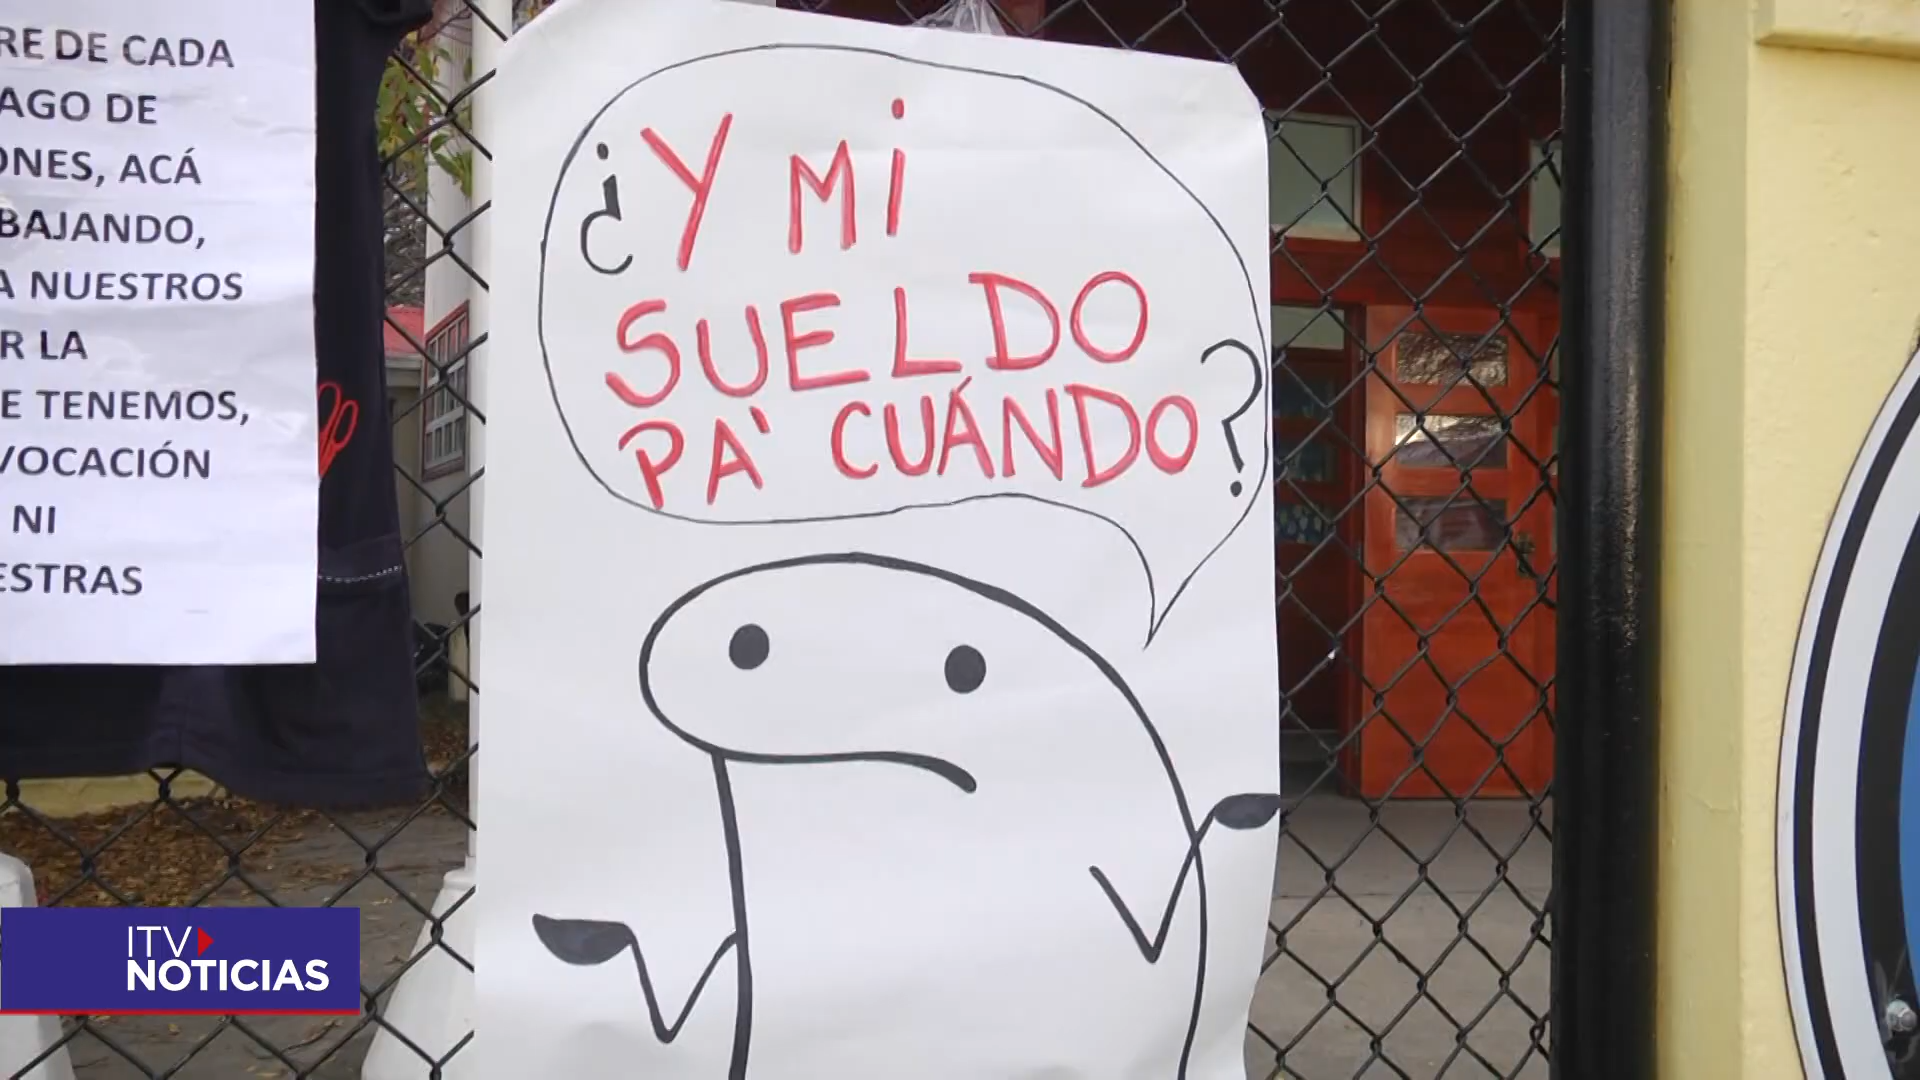 RE DE CADA
AGO DE
ONES, ACÁ
BAJANDO,
A NUESTROS
R LA
E TENEMOS,
VOCACIÓN
NI
ESTRAS
¿Y MI
SUELDO
PA' CUÁNDO?
ITV
NOTICIAS